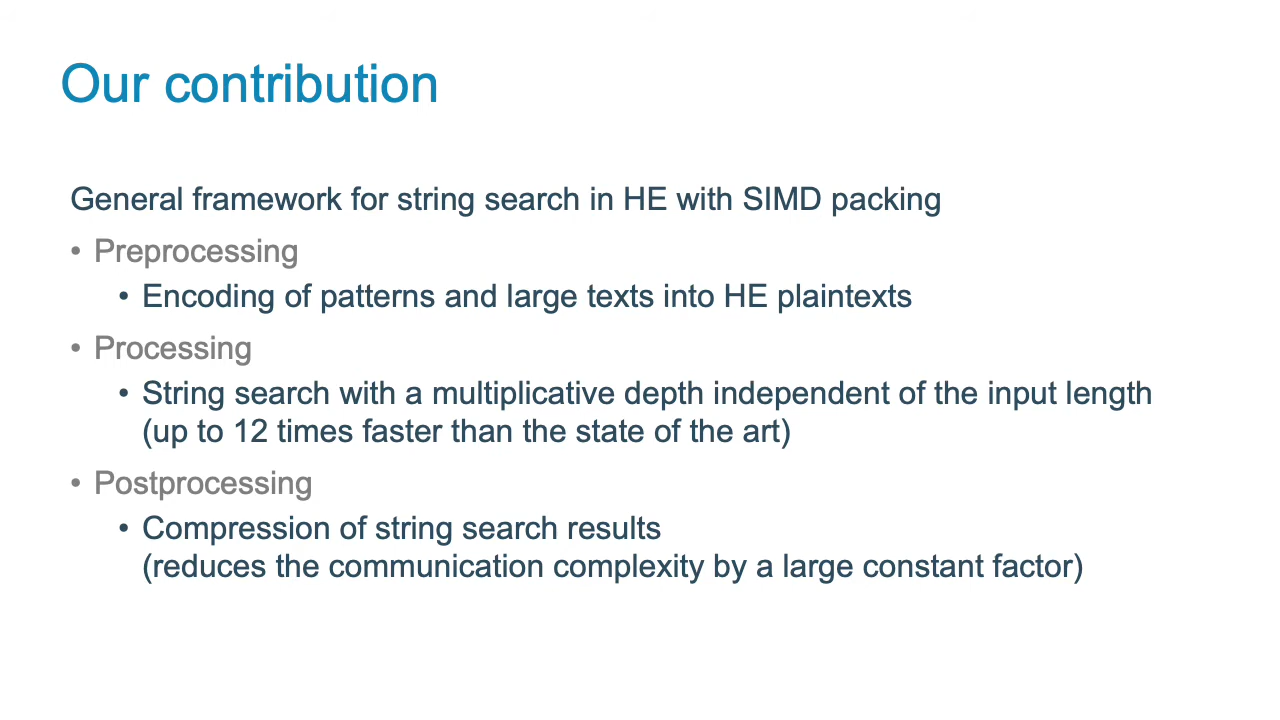 Our contribution
General framework for string search in HE with SIMD packing
• Preprocessing
• Encoding of patterns and large texts into HE plaintexts
• Processing
• String search with a multiplicative depth independent of the input length
(up to 12 times faster than the state of the art)
• Postprocessing
• Compression of string search results
(reduces the communication complexity by a large constant factor)